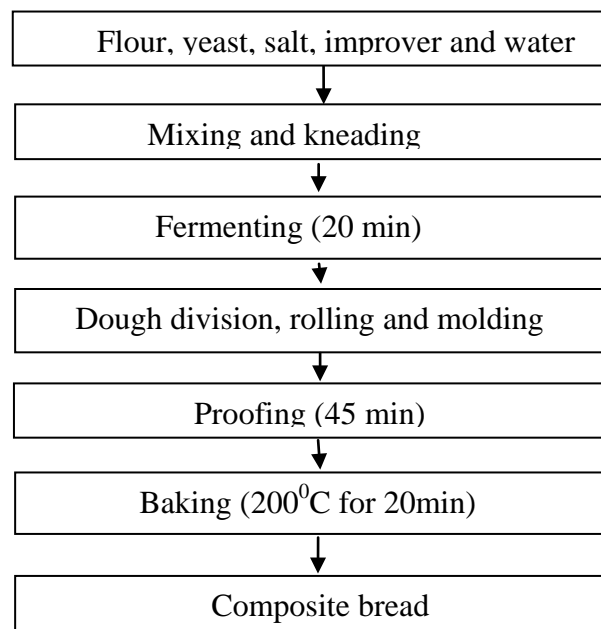 Flour, yeast, salt, improver and water
Mixing and kneading
Fermenting (20 min)
Dough division, rolling and molding
Proofing (45 min)
Baking (200⁰C for 20min)
Composite bread